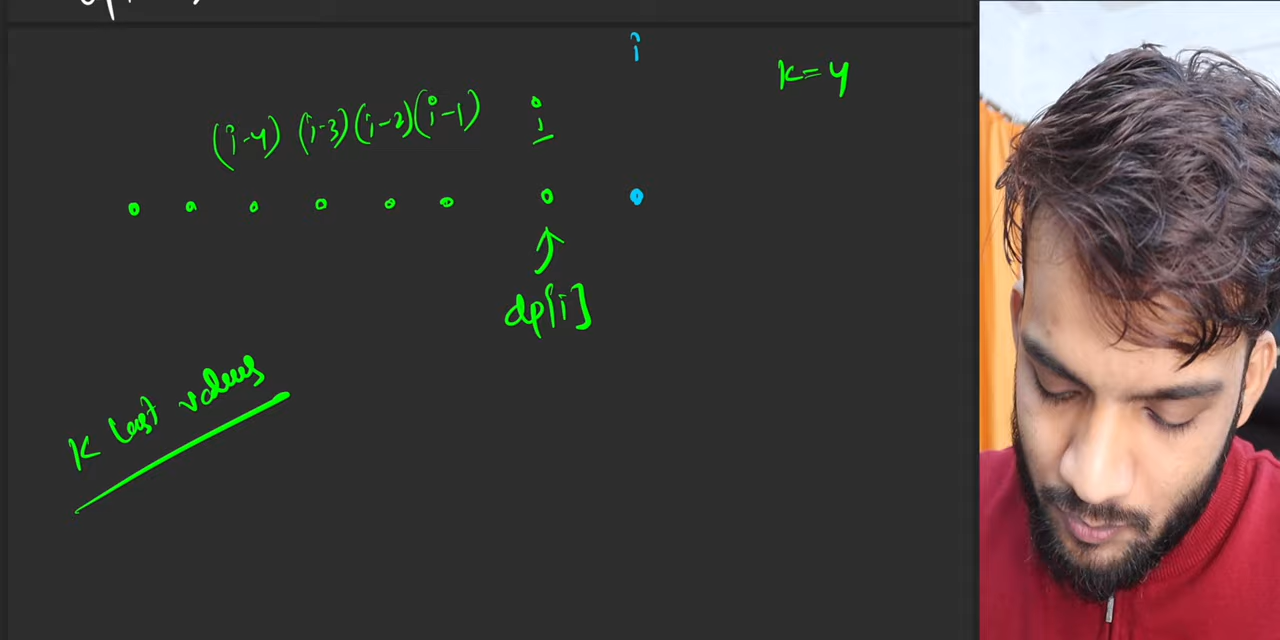 i
K=4
(i-4) (i-3) (i-2) (i-1) i
dp[i]
K last values